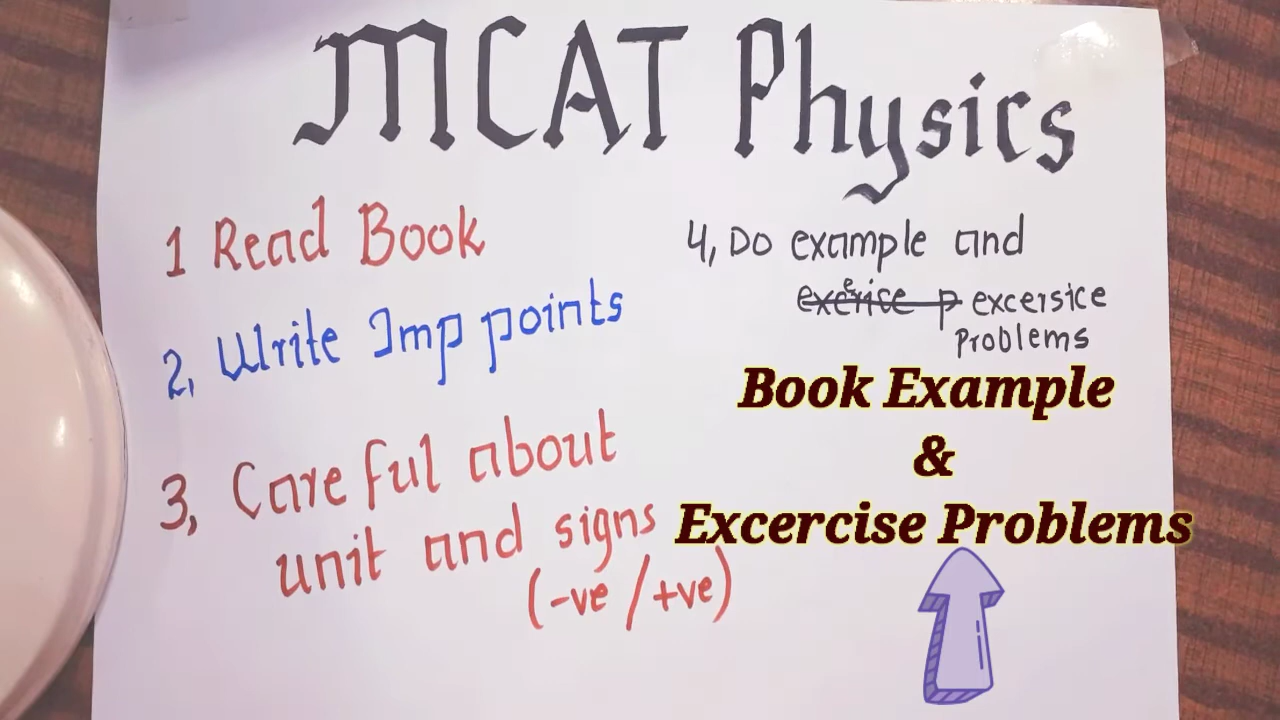 MCAT Physics
1 Read Book
2, Write Imp points
3, Careful about
unit and signs
(-ve / +ve)
4, Do example and
excersice
Problems
Book Example
&
Excercise Problems